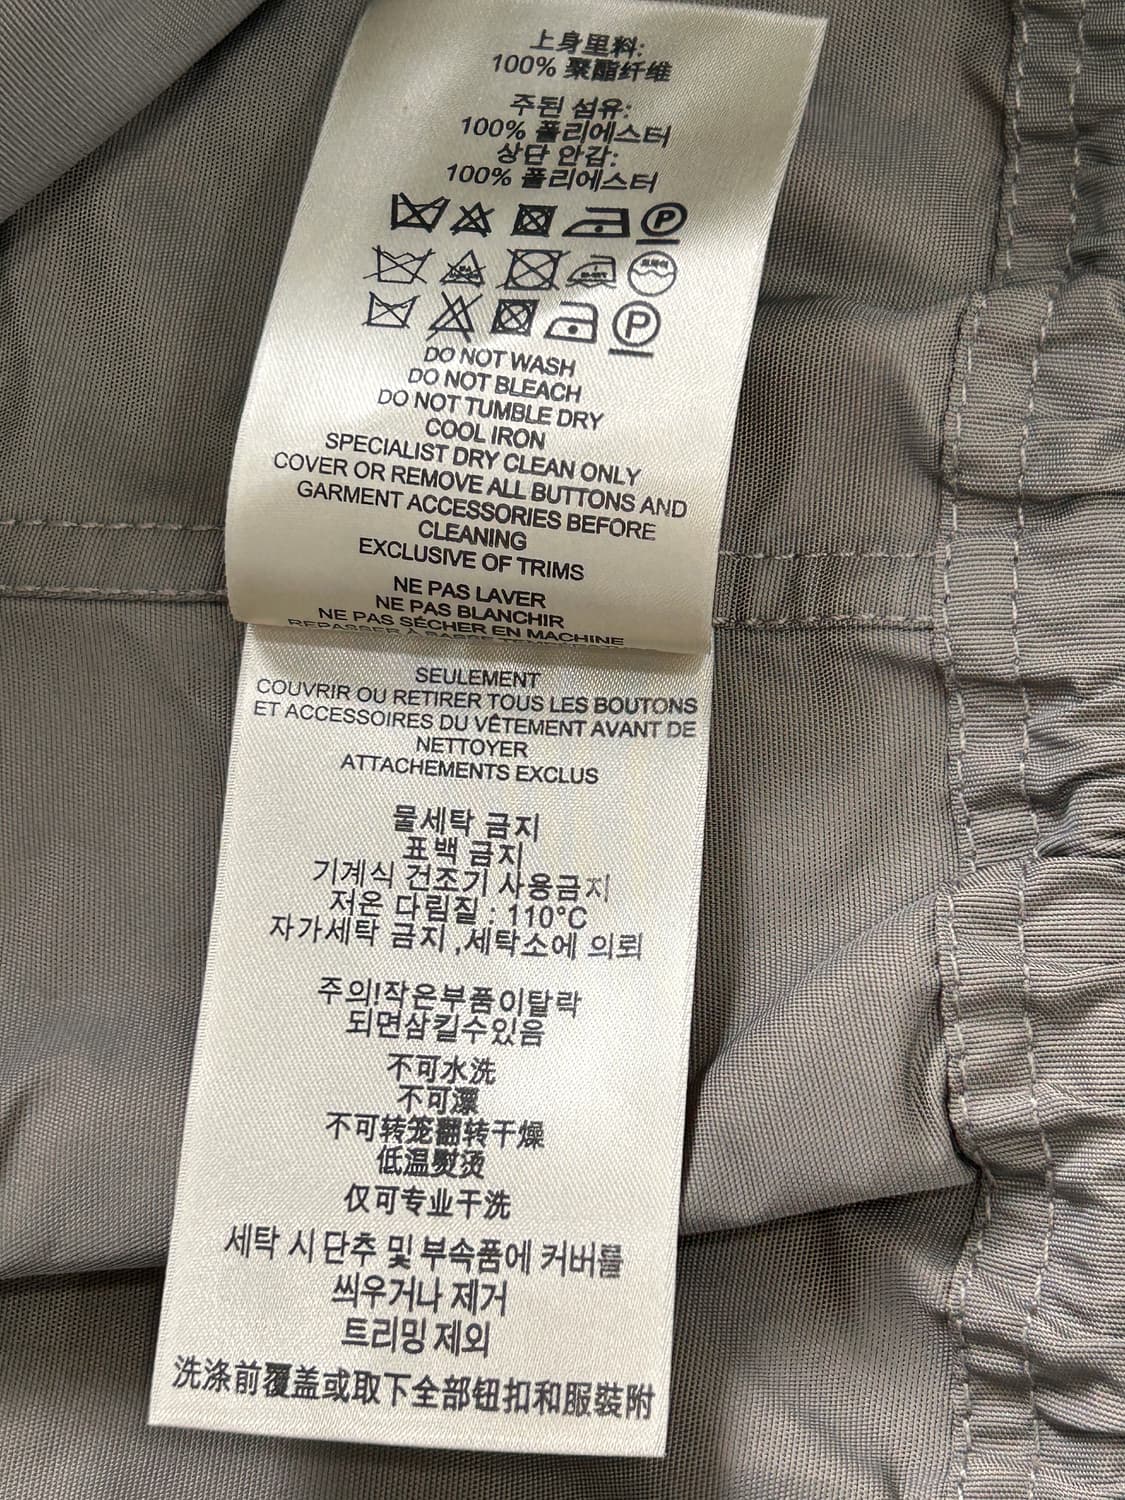 上身里料:
100% 聚酯纤维
주된 섬유:
100% 폴리에스터
상단 안감:
100% 폴리에스터
P
P
DO NOT WASH
DO NOT BLEACH
DO NOT TUMBLE DRY
COOL IRON
SPECIALIST DRY CLEAN ONLY
COVER OR REMOVE ALL BUTTONS AND
GARMENT ACCESSORIES BEFORE
CLEANING
EXCLUSIVE OF TRIMS
NE PAS LAVER
NE PAS BLANCHIR
NE PAS SÉCHER EN MACHINE
REPASSER À BASSE
SEULEMENT
COUVRIR OU RETIRER TOUS LES BOUTONS
ET ACCESSOIRES DU VÊTEMENT AVANT DE
NETTOYER
ATTACHEMENTS EXCLUS
물세탁 금지
표백 금지
기계식 건조기 사용금지
저온 다림질 : 110°C
자가세탁 금지 ,세탁소에 의뢰
주의!작은부품이탈락
되면삼킬수있음
不可水洗
不可漂
不可转笼翻转干燥
低温熨烫
仅可专业干洗
세탁 시 단추 및 부속품에 커버를
씌우거나 제거
트리밍 제외
洗涤前覆盖或取下全部钮扣和服裝附